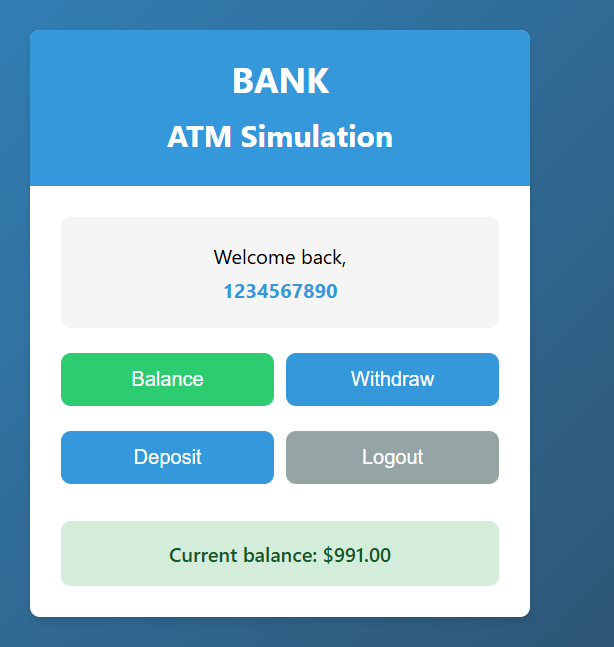 BANK
ATM Simulation
Welcome back,
1234567890
Balance Withdraw
Deposit Logout
Current balance: $991.00